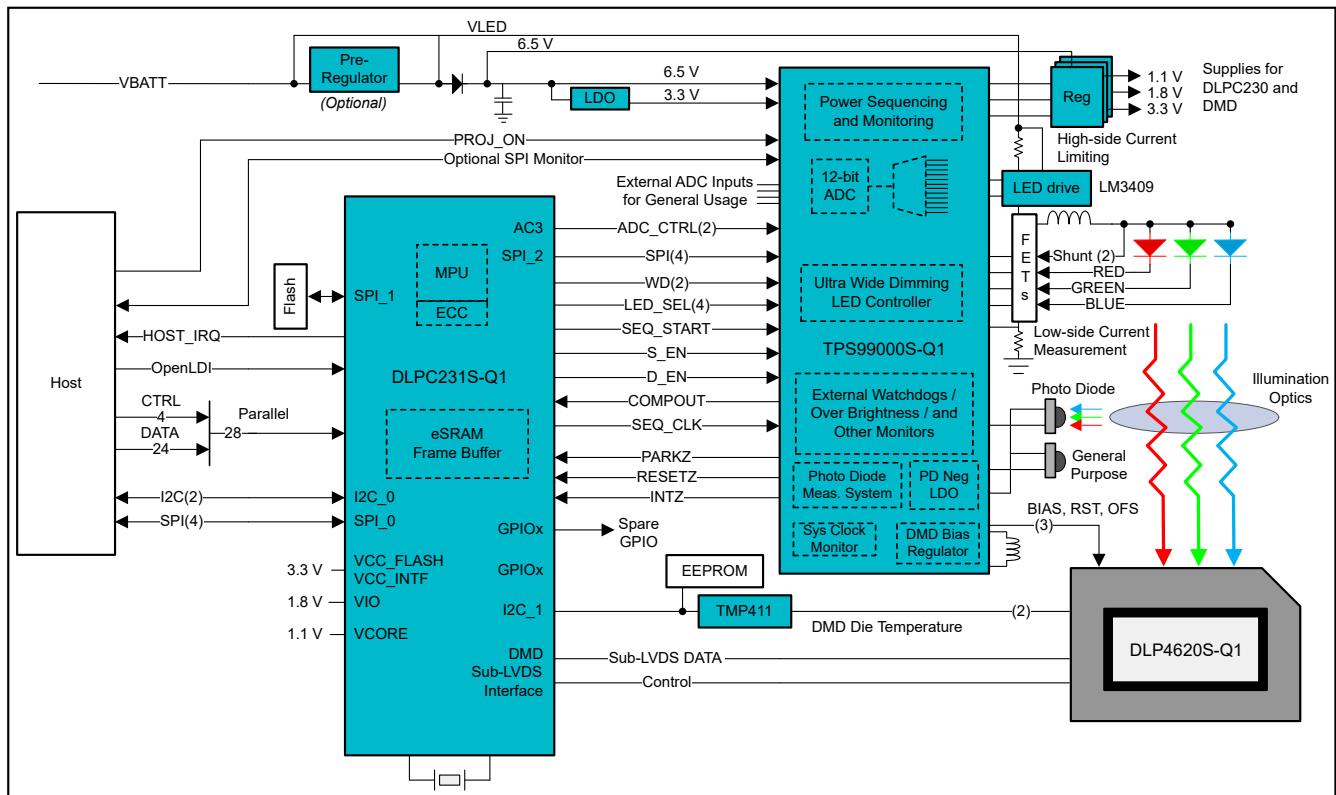 VLED
6.5 V
Pre-
Regulator
(Optional)
VBATT
6.5 V
3.3 V
LDO
Reg
1.1 V
1.8 V
3.3 V
Supplies for
DLPC230 and
DMD
High-side Current
Limiting
PROJ_ON
Optional SPI Monitor
Power Sequencing
and Monitoring
12-bit
ADC
External ADC Inputs
for General Usage
LED drive
LM3409
FETs
Shunt (2)
RED
GREEN
BLUE
Low-side Current
Measurement
Host
HOST_IRQ
OpenLDI
CTRL
4
DATA
24
28
Parallel
I2C(2)
SPI(4)
Flash
SPI_1
AC3
SPI_2
MPU
ECC
DLPC231S-Q1
eSRAM
Frame Buffer
I2C_0
SPI_0
GPIOx
Spare
GPIO
3.3 V
VCC_FLASH
VCC_INTF
GPIOx
1.8 V
VIO
I2C_1
1.1 V
VCORE
DMD
Sub-LVDS
Interface
ADC_CTRL(2)
SPI(4)
WD(2)
LED_SEL(4)
SEQ_START
S_EN
D_EN
COMPOUT
SEQ_CLK
PARKZ
RESETZ
INTZ
Ultra Wide Dimming
LED Controller
TPS99000S-Q1
External Watchdogs /
Over Brightness / and
Other Monitors
Photo Diode
Meas. System
PD Neg
LDO
Sys Clock
Monitor
DMD Bias
Regulator
Photo Diode
General
Purpose
Illumination
Optics
BIAS, RST, OFS
(3)
EEPROM
TMP411
(2)
DMD Die Temperature
Sub-LVDS DATA
Control
DLP4620S-Q1